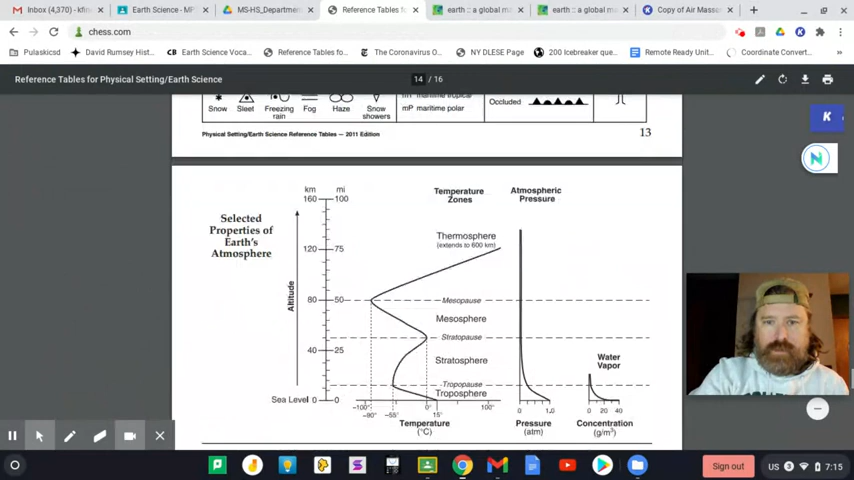 Inbox (4,370) - kfin
Earth Science - MP
MS-HS_Department
Reference Tables fo
earth :: a global ma
earth :: a global ma
Copy of Air Masse
chess.com
Pulaskicsd
David Rumsey Hist
CB Earth Science Voca
Reference Tables fo
The Coronavirus O
NY DLESE Page
200 Icebreaker que
Remote Ready Unit
Coordinate Convert
Reference Tables for Physical Setting/Earth Science
14 / 16
Snow Sleet Freezing rain Fog Haze Snow showers
mP maritime polar
Occluded
Physical Setting/Earth Science Reference Tables — 2011 Edition
13
K
N
Selected
Properties of
Earth's
Atmosphere
km mi
Temperature Zones
Atmospheric Pressure
160 100
Thermosphere
(extends to 600 km)
120 75
Altitude
80 50
Mesopause
Mesosphere
Stratopause
40 25
Stratosphere
Water Vapor
Tropopause
Troposphere
Sea Level 0 0
–100° –90° –55° 0° 15° 100°
0 1.0
0 20 40
Temperature
(°C)
Pressure
(atm)
Concentration
(g/m³)
Sign out
US 3 7:15